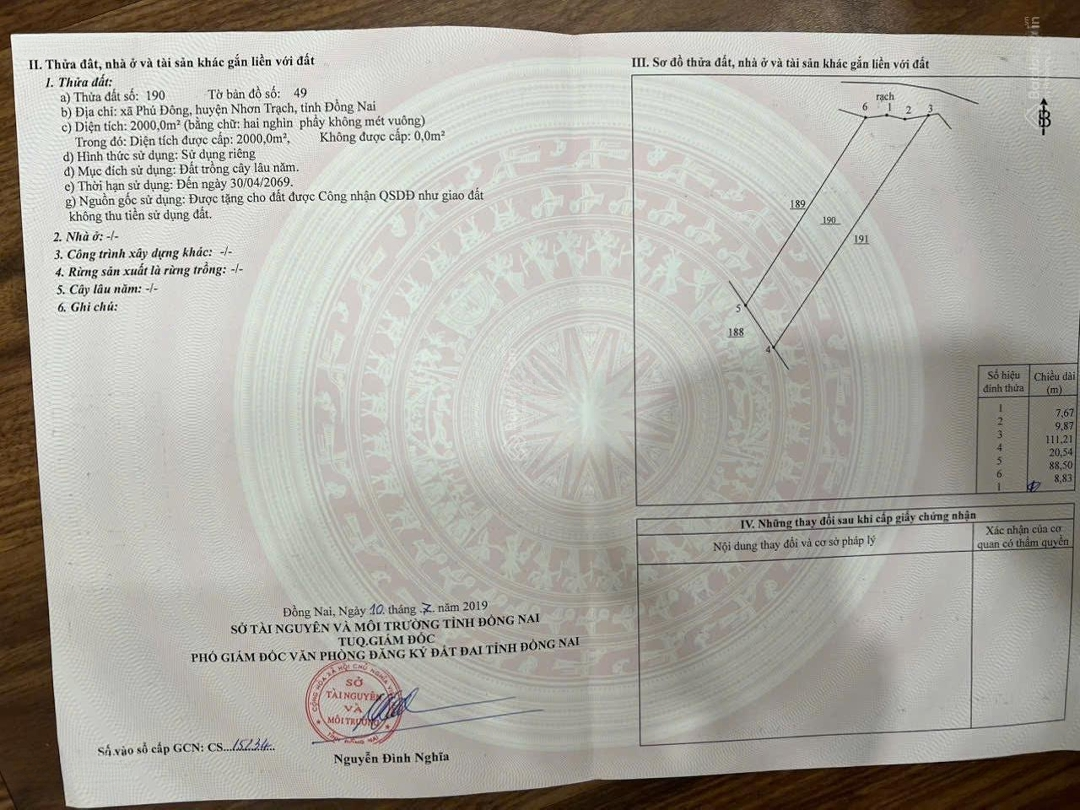 II. Thửa đất, nhà ở và tài sản khác gắn liền với đất
1. Thửa đất:
a) Thửa đất số: 190 Tờ bản đồ số: 49
b) Địa chỉ: xã Phú Đông, huyện Nhơn Trạch, tỉnh Đồng Nai
c) Diện tích: 2000,0m² (bằng chữ: hai nghìn phẩy không mét vuông)
Trong đó: Diện tích được cấp: 2000,0m², Không được cấp: 0,0m²
d) Hình thức sử dụng: Sử dụng riêng
đ) Mục đích sử dụng: Đất trồng cây lâu năm.
e) Thời hạn sử dụng: Đến ngày 30/04/2069.
g) Nguồn gốc sử dụng: Được tặng cho đất được Công nhận QSDĐ như giao đất
không thu tiền sử dụng đất.
2. Nhà ở: -/-
3. Công trình xây dựng khác: -/-
4. Rừng sản xuất là rừng trồng: -/-
5. Cây lâu năm: -/-
6. Ghi chú:
Đồng Nai, Ngày 10 tháng 7 năm 2019
SỞ TÀI NGUYÊN VÀ MÔI TRƯỜNG TỈNH ĐỒNG NAI
TUQ.GIÁM ĐỐC
PHÓ GIÁM ĐỐC VĂN PHÒNG ĐĂNG KÝ ĐẤT ĐAI TỈNH ĐỒNG NAI
SỞ
TÀI NGUYÊN
VÀ
MÔI TRƯỜNG
Số vào sổ cấp GCN: CS...15234..
Nguyễn Đình Nghĩa
III. Sơ đồ thửa đất, nhà ở và tài sản khác gắn liền với đất
rạch
6 1 2 3
B
189
190
191
5
188
4
Số hiệu đỉnh thửa Chiều dài (m)
1
7,67
2
9,87
3
111,21
4
20,54
5
88,50
6
8,83
1
IV. Những thay đổi sau khi cấp giấy chứng nhận
Nội dung thay đổi và cơ sở pháp lý
Xác nhận của cơ
quan có thẩm quyền